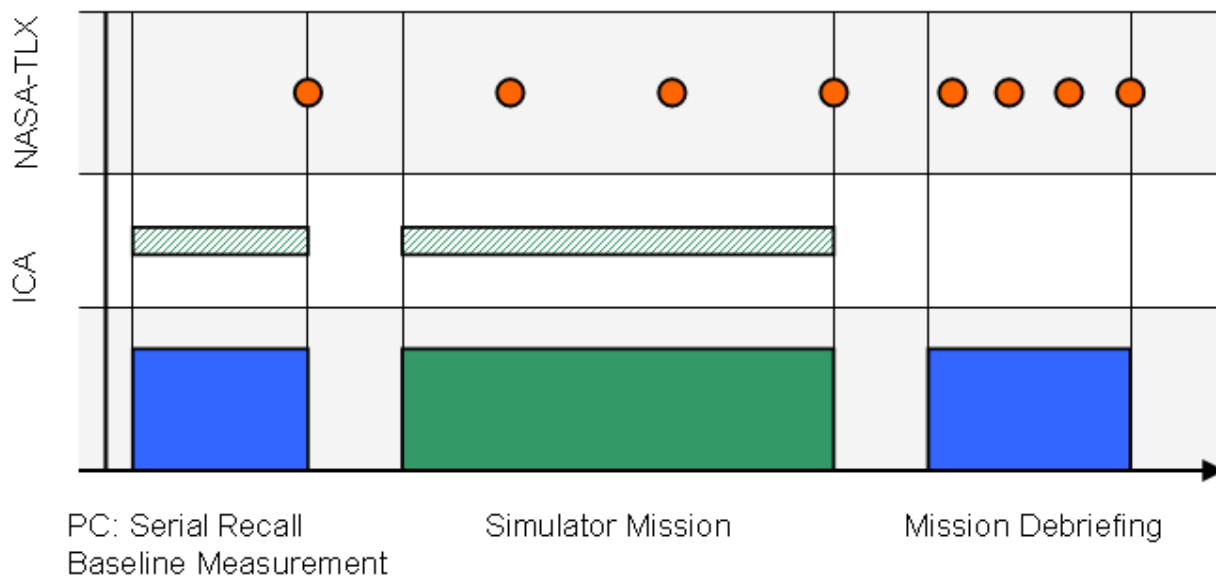 NASA-TLX
ICA
PC: Serial Recall
Baseline Measurement
Simulator Mission
Mission Debriefing